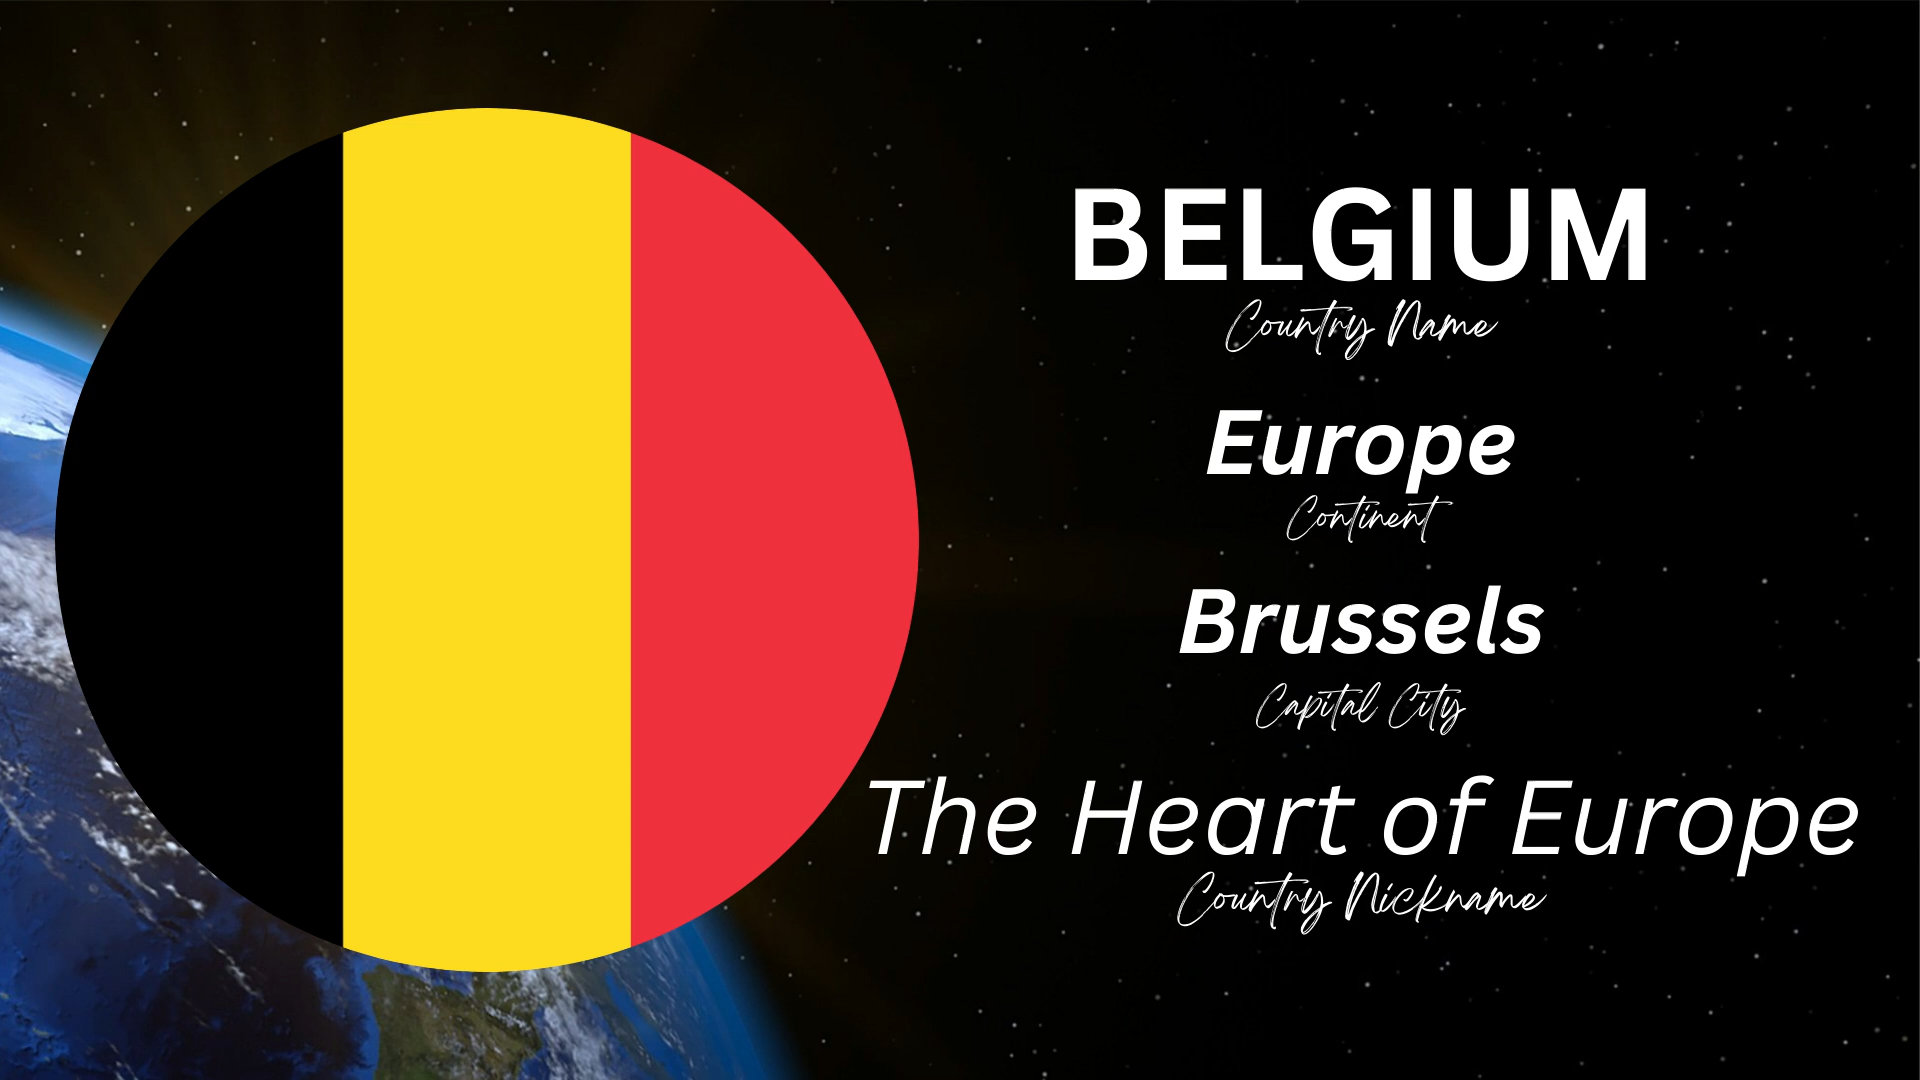 BELGIUM
Country Name
Europe
Continent
Brussels
Capital City
The Heart of Europe
Country Nickname